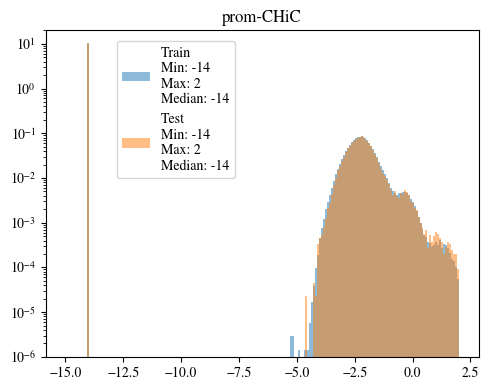 prom-CHiC
10¹
10⁰
10⁻¹
10⁻²
10⁻³
10⁻⁴
10⁻⁵
10⁻⁶
Train
Min: -14
Max: 2
Median: -14
Test
Min: -14
Max: 2
Median: -14
−15.0 −12.5 −10.0 −7.5 −5.0 −2.5 0.0 2.5